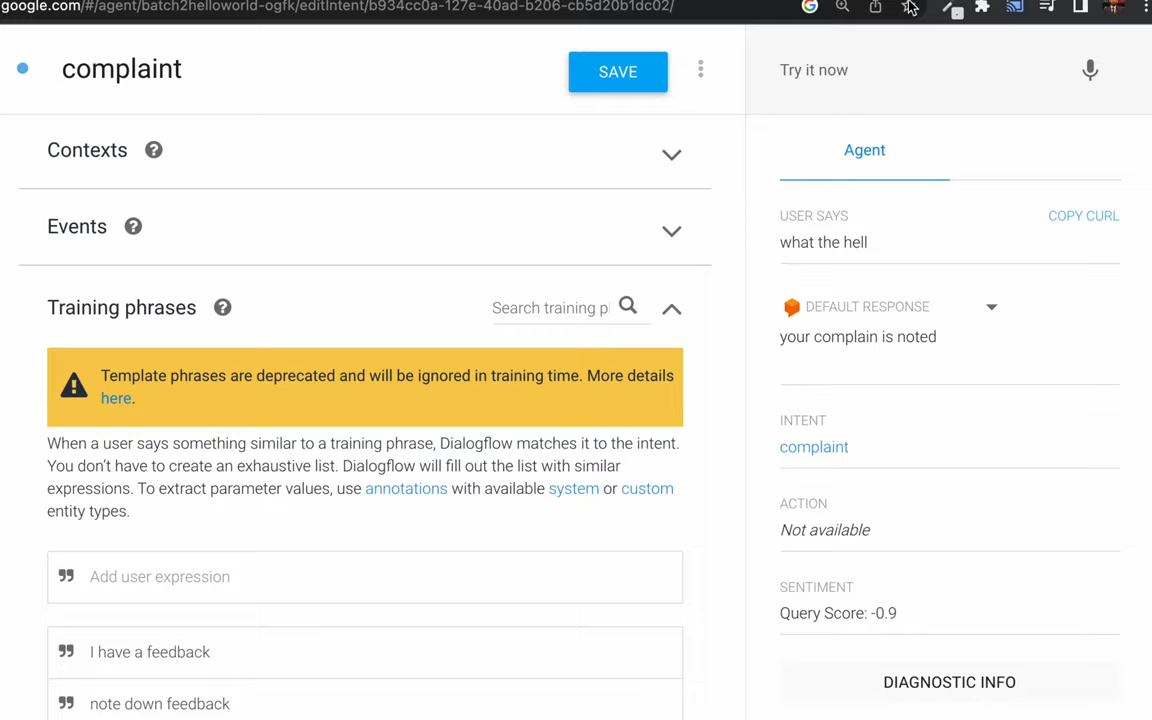 google.com/#/agent/batch2helloworld-ogfk/editIntent/b934cc0a-127e-40ad-b206-cb5d20b1dc02/
complaint
SAVE
Try it now
Contexts
Agent
Events
USER SAYS
COPY CURL
what the hell
Training phrases
Search training p
DEFAULT RESPONSE
your complain is noted
Template phrases are deprecated and will be ignored in training time. More details
here.
When a user says something similar to a training phrase, Dialogflow matches it to the intent.
You don't have to create an exhaustive list. Dialogflow will fill out the list with similar
expressions. To extract parameter values, use annotations with available system or custom
entity types.
INTENT
complaint
ACTION
Not available
Add user expression
SENTIMENT
Query Score: -0.9
I have a feedback
note down feedback
DIAGNOSTIC INFO